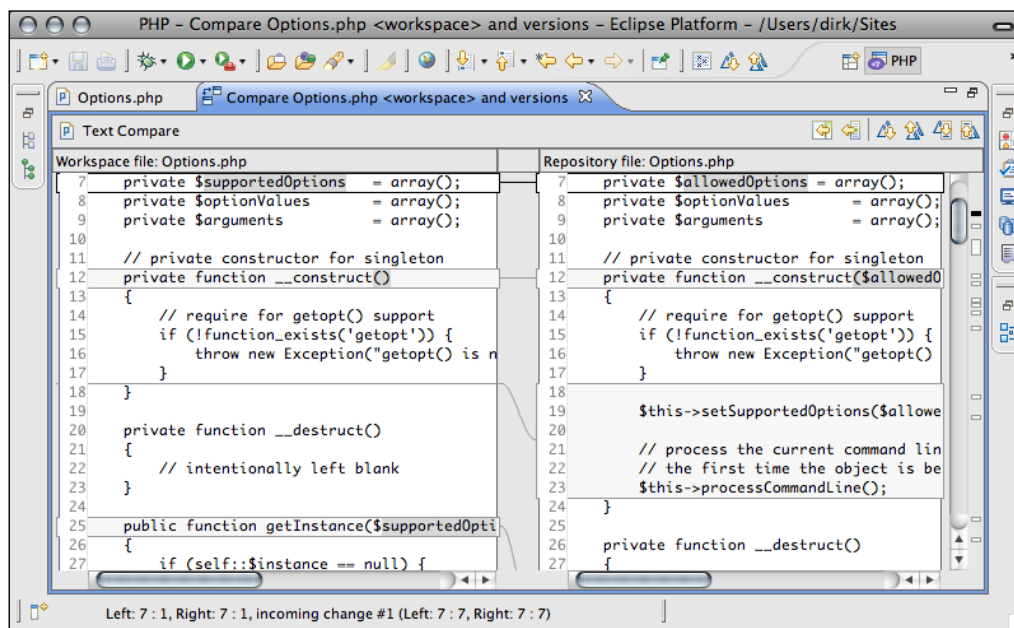 PHP – Compare Options.php <workspace> and versions – Eclipse Platform – /Users/dirk/Sites
PHP
Options.php
Compare Options.php <workspace> and versions
Text Compare
Workspace file: Options.php
7 private $supportedOptions = array();
8 private $optionValues = array();
9 private $arguments = array();
10
11 // private constructor for singleton
12 private function __construct()
13 {
14 // require for getopt() support
15 if (!function_exists('getopt')) {
16 throw new Exception("getopt() is n
17 }
18 }
19
20 private function __destruct()
21 {
22 // intentionally left blank
23 }
24
25 public function getInstance($supportedOpti
26 {
27 if (self::$instance == null) {
Repository file: Options.php
7 private $allowedOptions = array();
8 private $optionValues = array();
9 private $arguments = array();
10
11 // private constructor for singleton
12 private function __construct($allowedO
13 {
14 // require for getopt() support
15 if (!function_exists('getopt')) {
16 throw new Exception("getopt()
17 }
18
19 $this->setSupportedOptions($allowe
20
21 // process the current command lin
22 // the first time the object is be
23 $this->processCommandLine();
24 }
25
26 private function __destruct()
27 {
Left: 7 : 1, Right: 7 : 1, incoming change #1 (Left: 7 : 7, Right: 7 : 7)